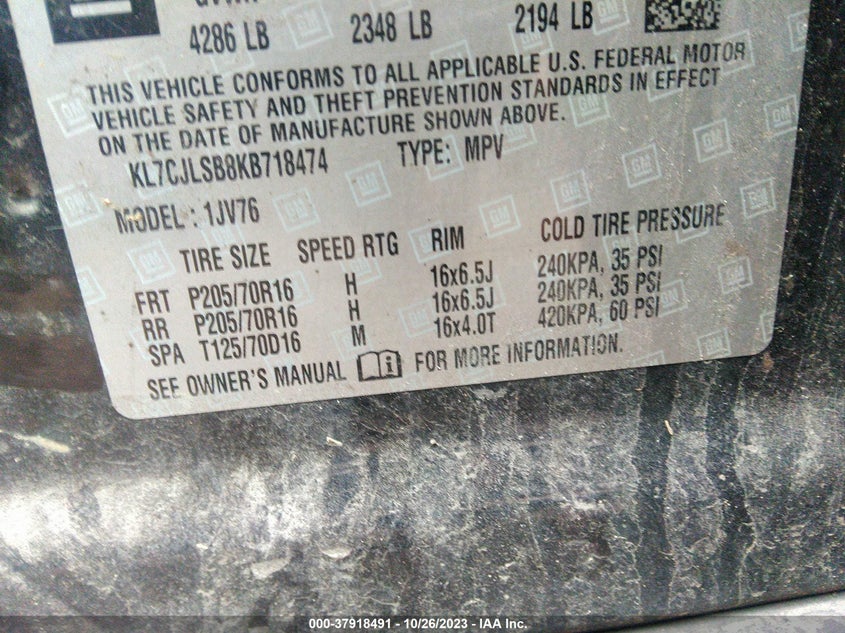 4286 LB 2348 LB 2194 LB
THIS VEHICLE CONFORMS TO ALL APPLICABLE U.S. FEDERAL MOTOR
VEHICLE SAFETY AND THEFT PREVENTION STANDARDS IN EFFECT
ON THE DATE OF MANUFACTURE SHOWN ABOVE.
KL7CJLSB8KB718474 TYPE: MPV
MODEL: 1JV76
TIRE SIZE SPEED RTG RIM COLD TIRE PRESSURE
FRT P205/70R16 H 16x6.5J 240KPA, 35 PSI
RR P205/70R16 H 16x6.5J 240KPA, 35 PSI
SPA T125/70D16 M 16x4.0T 420KPA, 60 PSI
SEE OWNER'S MANUAL FOR MORE INFORMATION.
000-37918491 - 10/26/2023 - IAA Inc.